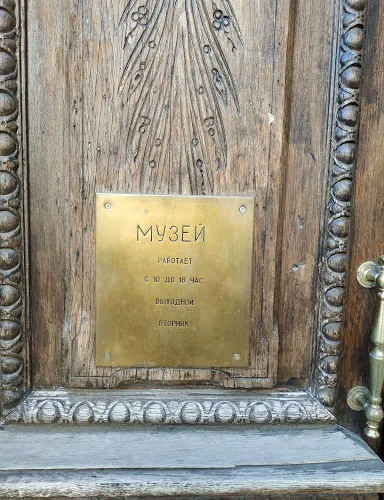 МУЗЕЙ
РАБОТАЕТ
С 10 ДО 18 ЧАС.
ВЫХОДНОЙ
ВТОРНИК